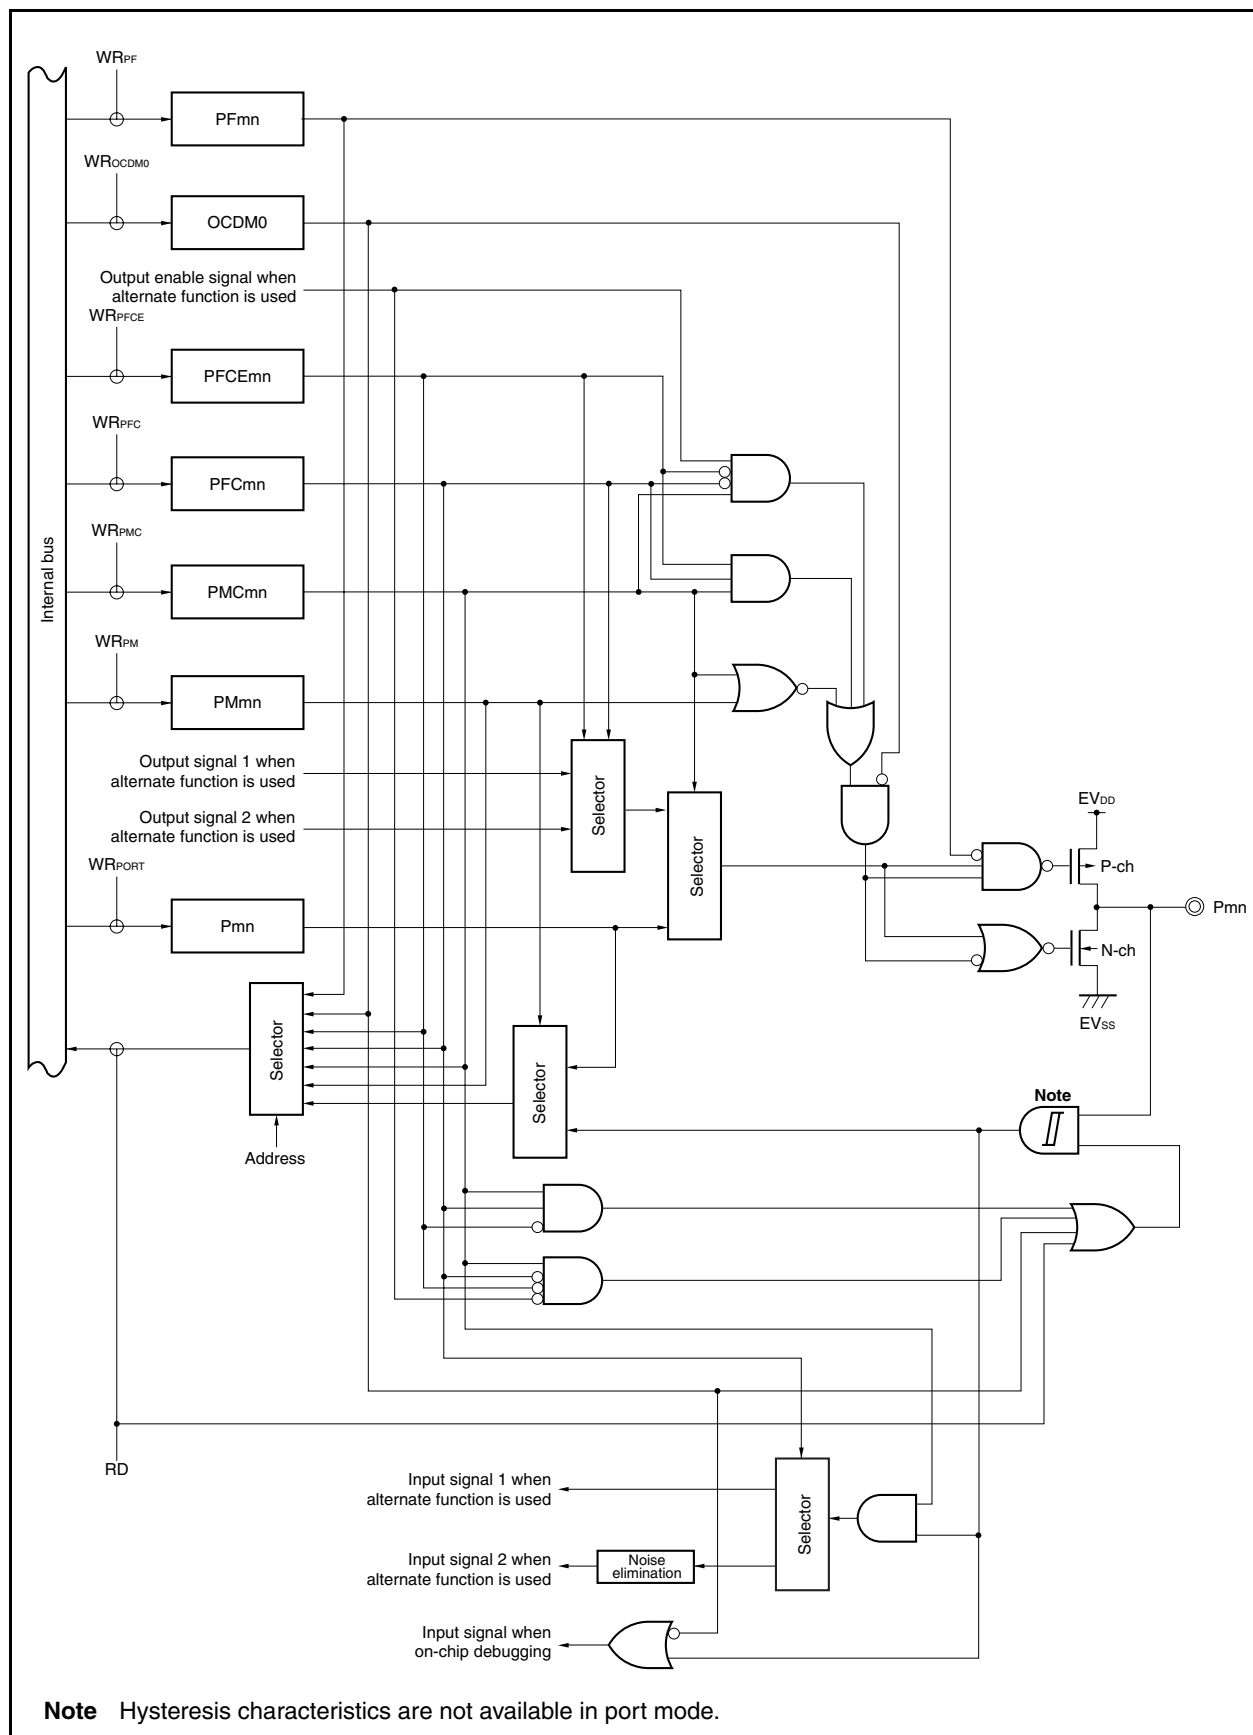 WRPF
PFmn
WROCDM0
OCDM0
Output enable signal when
alternate function is used
WRPFCE
PFCEmn
WRPFC
PFCmn
WRPMC
PMCmn
Internal bus
WRPM
PMmn
Output signal 1 when
alternate function is used
Output signal 2 when
alternate function is used
Selector
Selector
EVDD
P-ch
WRPORT
Pmn
Pmn
N-ch
EVSS
Selector
Selector
Note
Address
RD
Input signal 1 when
alternate function is used
Selector
Input signal 2 when
alternate function is used
Noise
elimination
Input signal when
on-chip debugging
Note Hysteresis characteristics are not available in port mode.